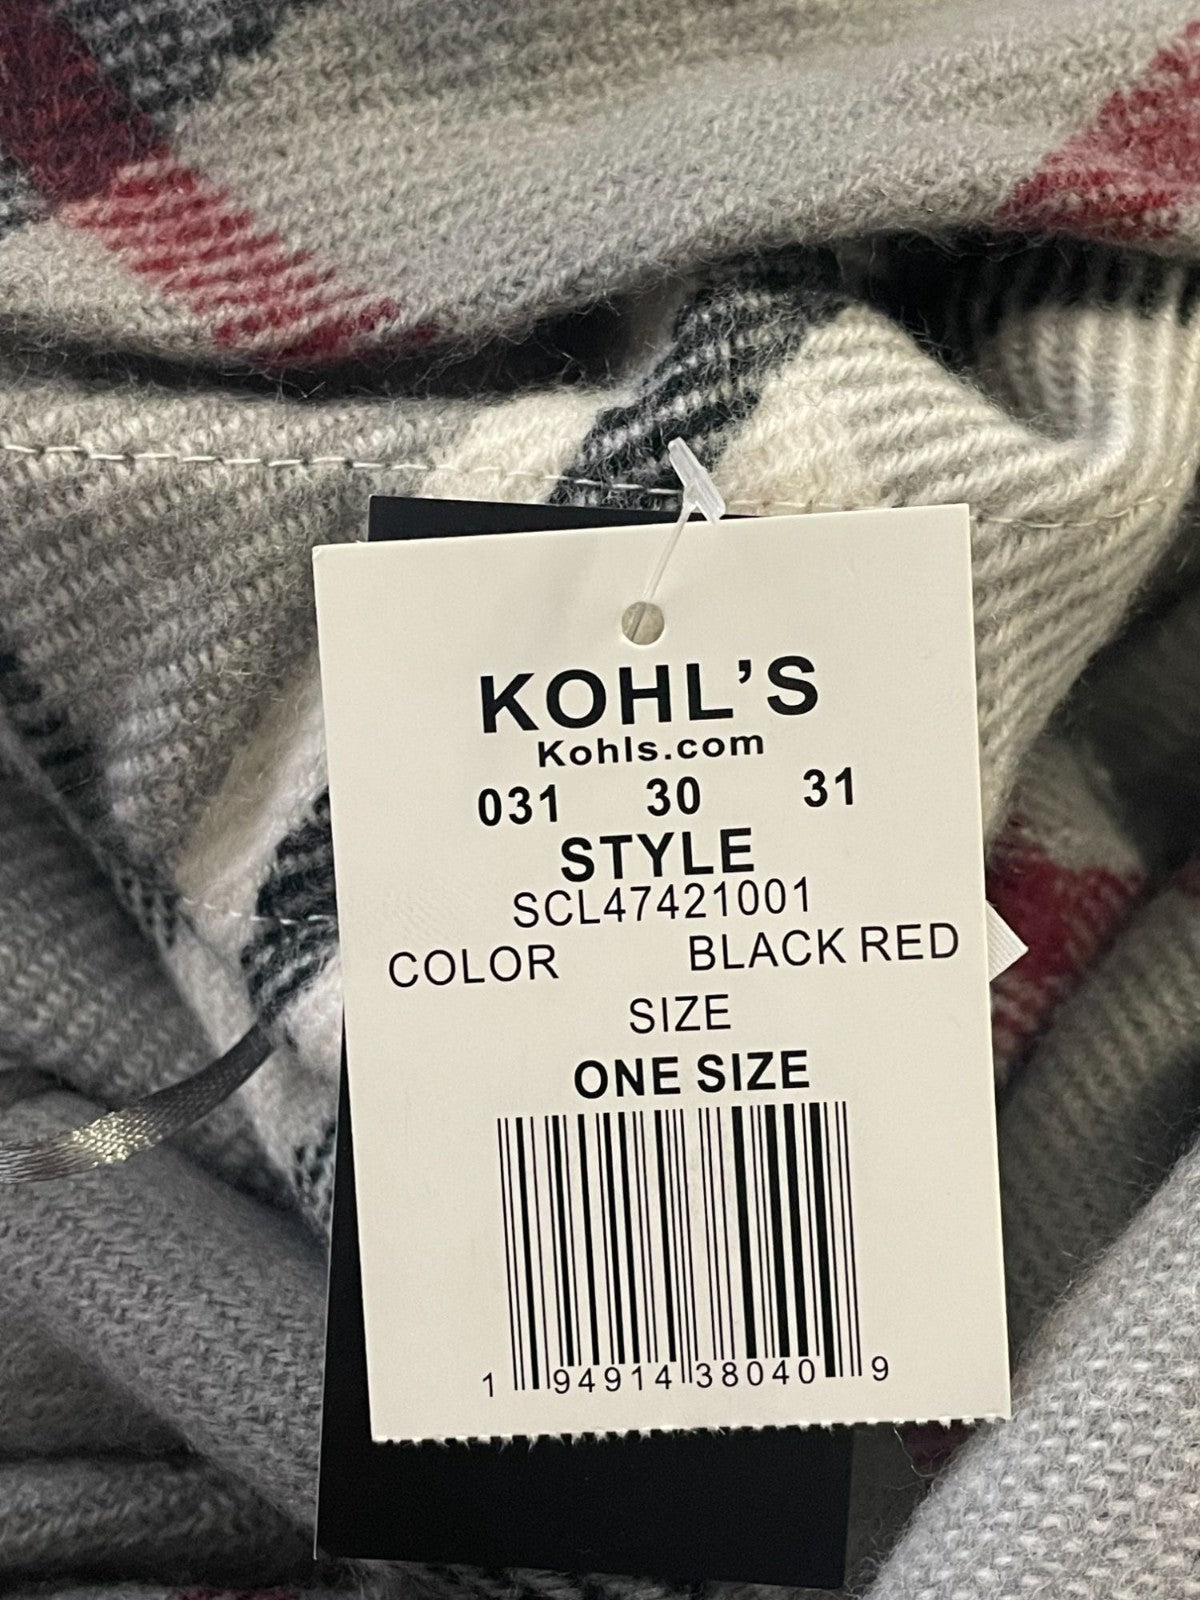 KOHL'S
Kohls.com
031 30 31
STYLE
SCL47421001
COLOR BLACK RED
SIZE
ONE SIZE
1 94914 38040 9